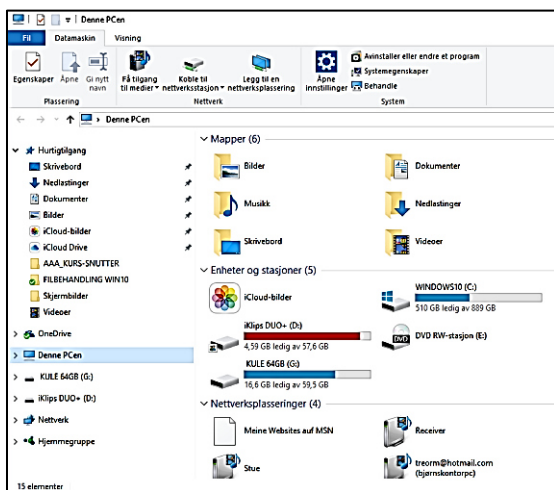 Denne PCen
Fil Datamaskin Visning
Egenskaper Åpne Gi nytt navn
Få tilgang til medier
Koble til nettverksstasjon
Legg til en nettverksplassering
Åpne innstillinger
Avinstaller eller endre et program
Systemegenskaper
Behandle
Plassering Nettverk System
Denne PCen
Hurtigtilgang
Skrivebord
Nedlastinger
Dokumenter
Bilder
iCloud-bilder
iCloud Drive
AAA_KURS-SNUTTER
FILBEHANDLING WIN10
Skjermbilder
Videoer
OneDrive
Denne PCen
KULE 64GB (G:)
iKlips DUO+ (D:)
Nettverk
Hjemmegruppe
Mapper (6)
Bilder Dokumenter
Musikk Nedlastinger
Skrivebord Videoer
Enheter og stasjoner (5)
iCloud-bilder
WINDOWS10 (C:)
510 GB ledig av 889 GB
iKlips DUO+ (D:)
4,59 GB ledig av 57,6 GB
DVD RW-stasjon (E:)
KULE 64GB (G:)
16,6 GB ledig av 59,5 GB
Nettverksplasseringer (4)
Meine Websites auf MSN Receiver
Stue
treorm@hotmail.com
(bjørnskontorpc)
15 elementer